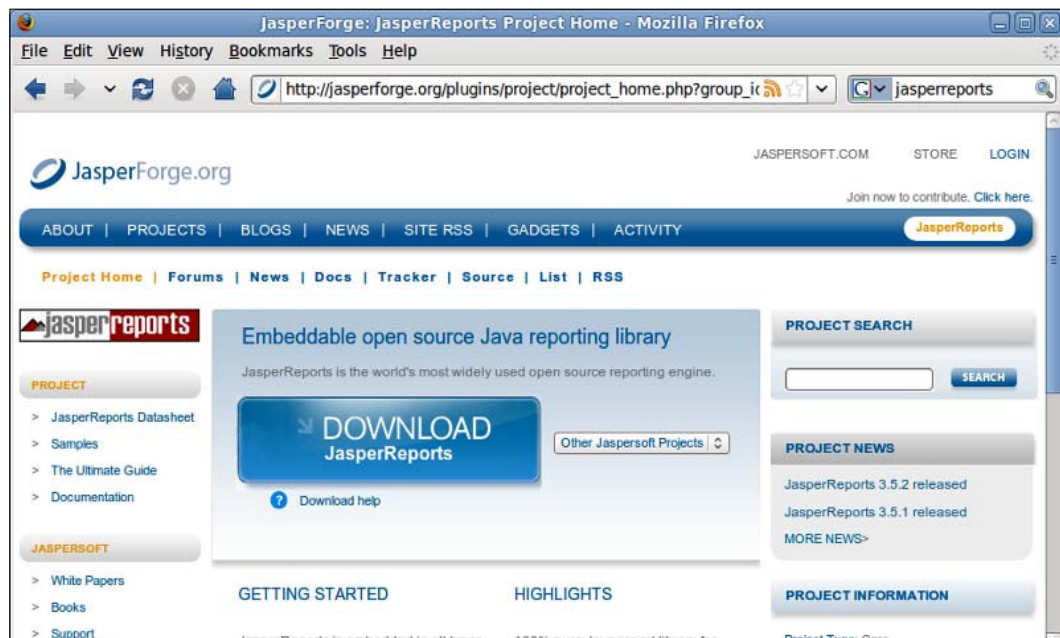 JasperForge: JasperReports Project Home - Mozilla Firefox
File Edit View History Bookmarks Tools Help
http://jasperforge.org/plugins/project/project_home.php?group_ic
jasperreports
JASPERSOFT.COM STORE LOGIN
JasperForge.org
Join now to contribute. Click here.
ABOUT | PROJECTS | BLOGS | NEWS | SITE RSS | GADGETS | ACTIVITY
JasperReports
Project Home | Forums | News | Docs | Tracker | Source | List | RSS
jasperreports
PROJECT
> JasperReports Datasheet
> Samples
> The Ultimate Guide
> Documentation
JASPERSOFT
> White Papers
> Books
> Support
Embeddable open source Java reporting library
JasperReports is the world's most widely used open source reporting engine.
DOWNLOAD
JasperReports
Other Jaspersoft Projects
? Download help
GETTING STARTED
HIGHLIGHTS
PROJECT SEARCH
SEARCH
PROJECT NEWS
JasperReports 3.5.2 released
JasperReports 3.5.1 released
MORE NEWS>
PROJECT INFORMATION